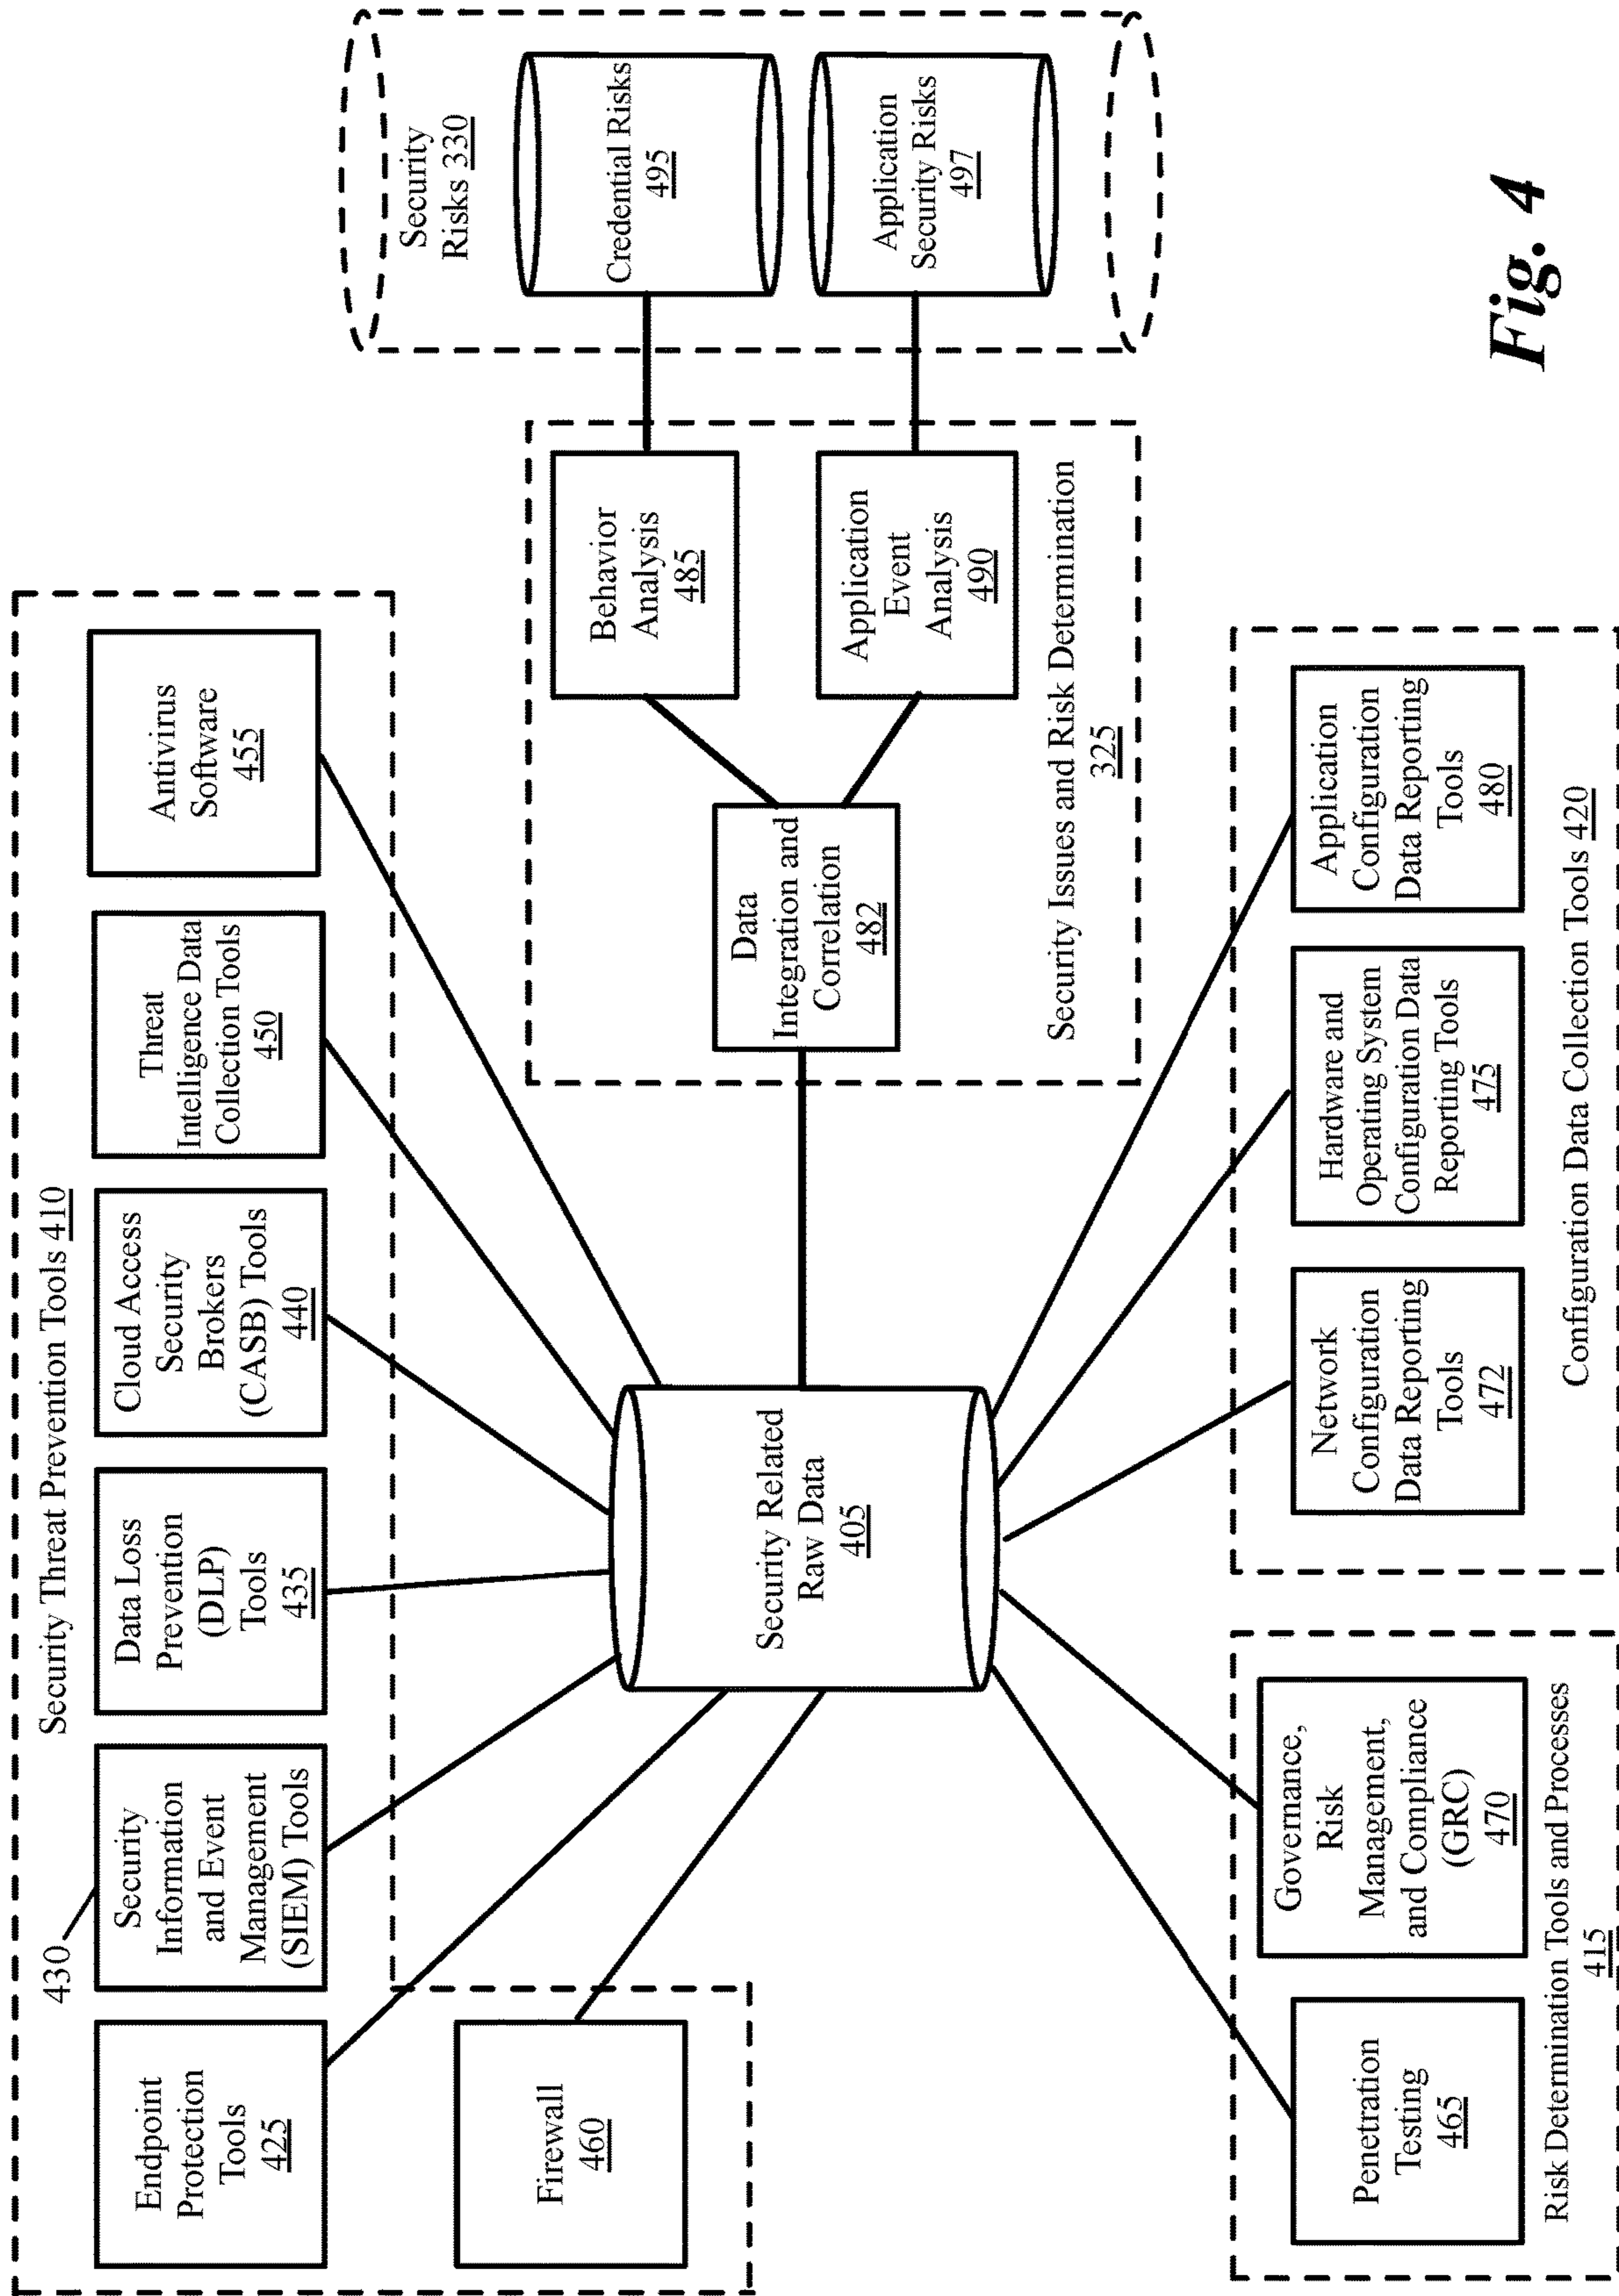 Security Threat Prevention Tools 410
430
Endpoint
Protection
Tools
425
Security
Information
and Event
Management
(SIEM) Tools
Data Loss
Prevention
(DLP)
Tools
435
Cloud Access
Security
Brokers
(CASB) Tools
440
Threat
Intelligence Data
Collection Tools
450
Antivirus
Software
455
Firewall
460
Security Related
Raw Data
405
Data
Integration and
Correlation
482
Behavior
Analysis
485
Application
Event
Analysis
490
Security Issues and Risk Determination
325
Security
Risks 330
Credential Risks
495
Application
Security Risks
497
Penetration
Testing
465
Governance,
Risk
Management,
and Compliance
(GRC)
470
Risk Determination Tools and Processes
415
Network
Configuration
Data Reporting
Tools
472
Hardware and
Operating System
Configuration Data
Reporting Tools
475
Application
Configuration
Data Reporting
Tools
480
Configuration Data Collection Tools 420
Fig. 4